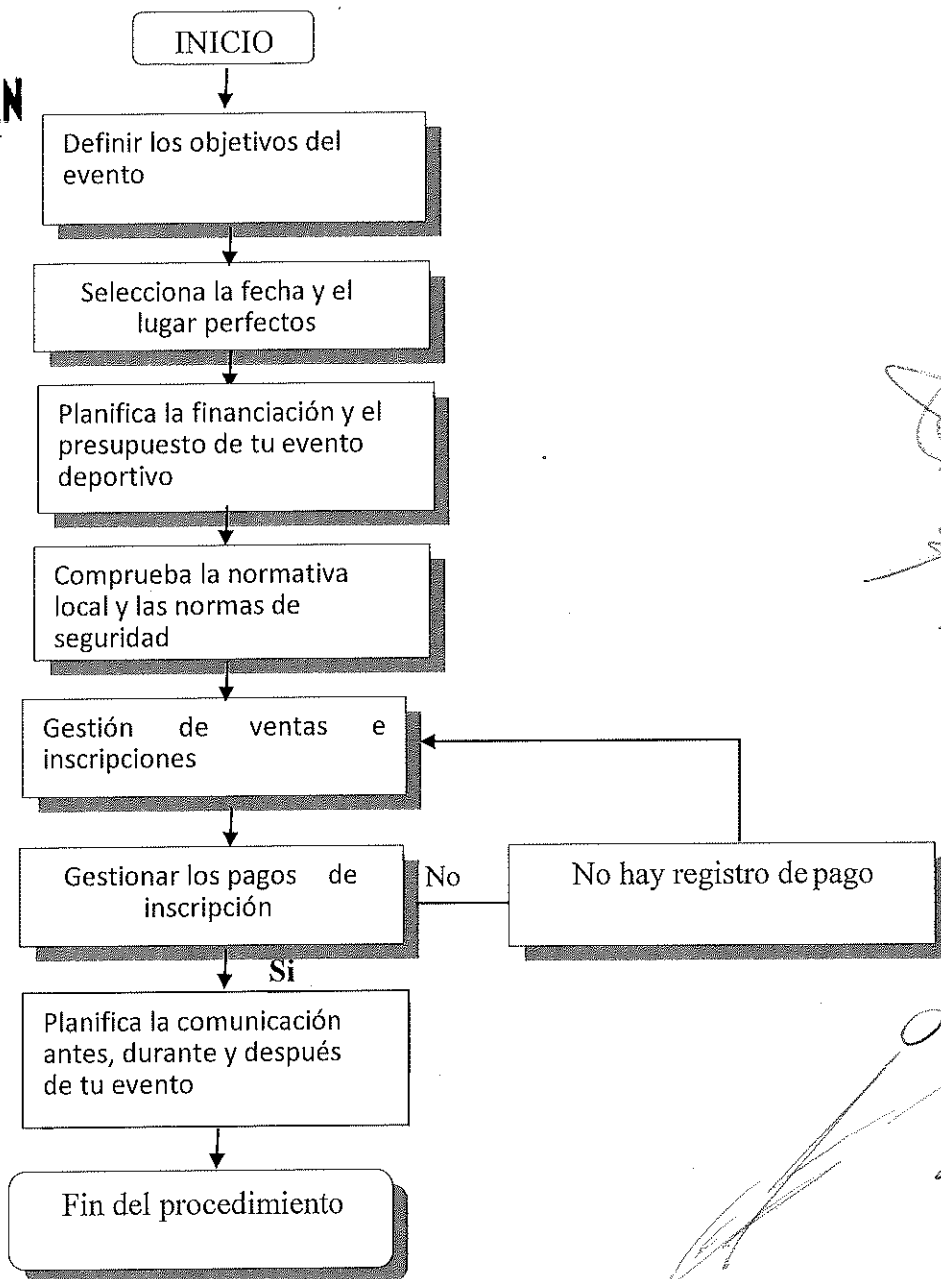 INICIO
N
Definir los objetivos del
evento
Selecciona la fecha y el
lugar perfectos
Planifica la financiación y el
presupuesto de tu evento
deportivo
Comprueba la normativa
local y las normas de
seguridad
Gestión de ventas e
inscripciones
Gestionar los pagos de
inscripción
No
No hay registro de pago
Si
Planifica la comunicación
antes, durante y después
de tu evento
Fin del procedimiento